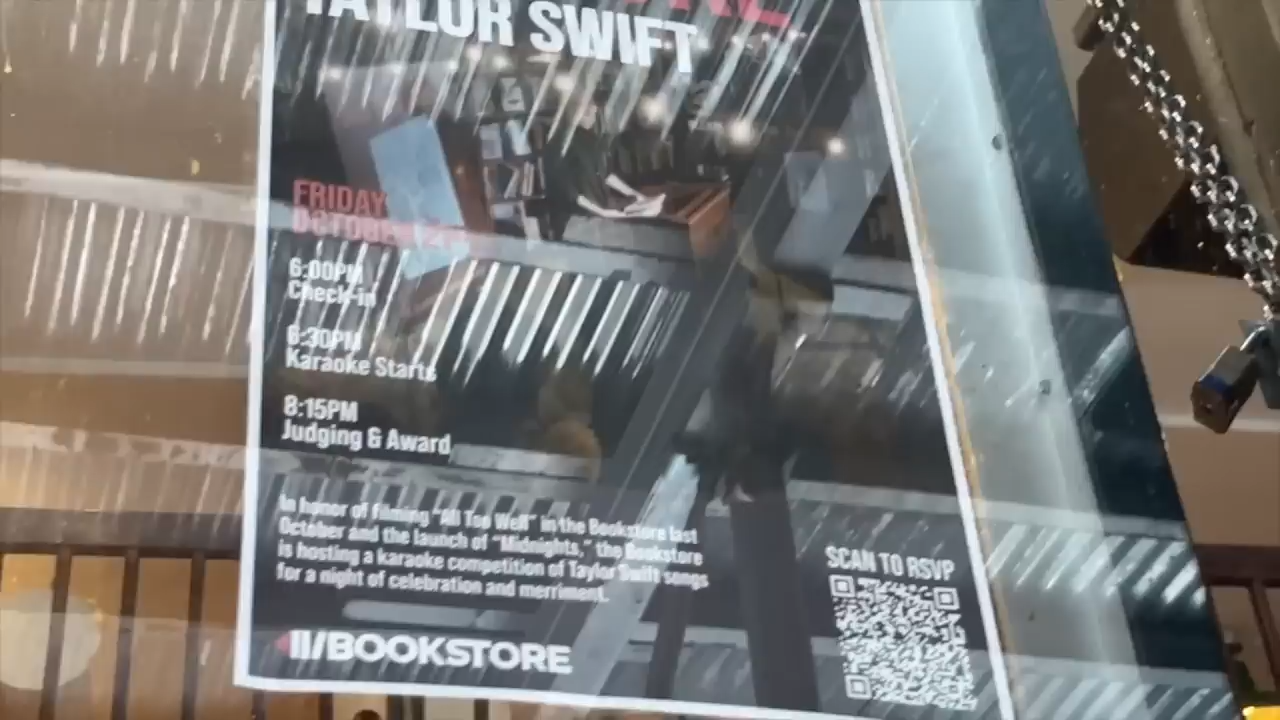 TAYLOR SWIFT
FRIDAY
OCTOBER
6:00PM
Check-in
6:30PM
Karaoke Starts
8:15PM
Judging & Award
In honor of filming "All Too Well" in the Bookstore last
October and the launch of "Midnights," the Bookstore
is hosting a karaoke competition of Taylor Swift songs
for a night of celebration and merriment.
SCAN TO RSVP
//BOOKSTORE